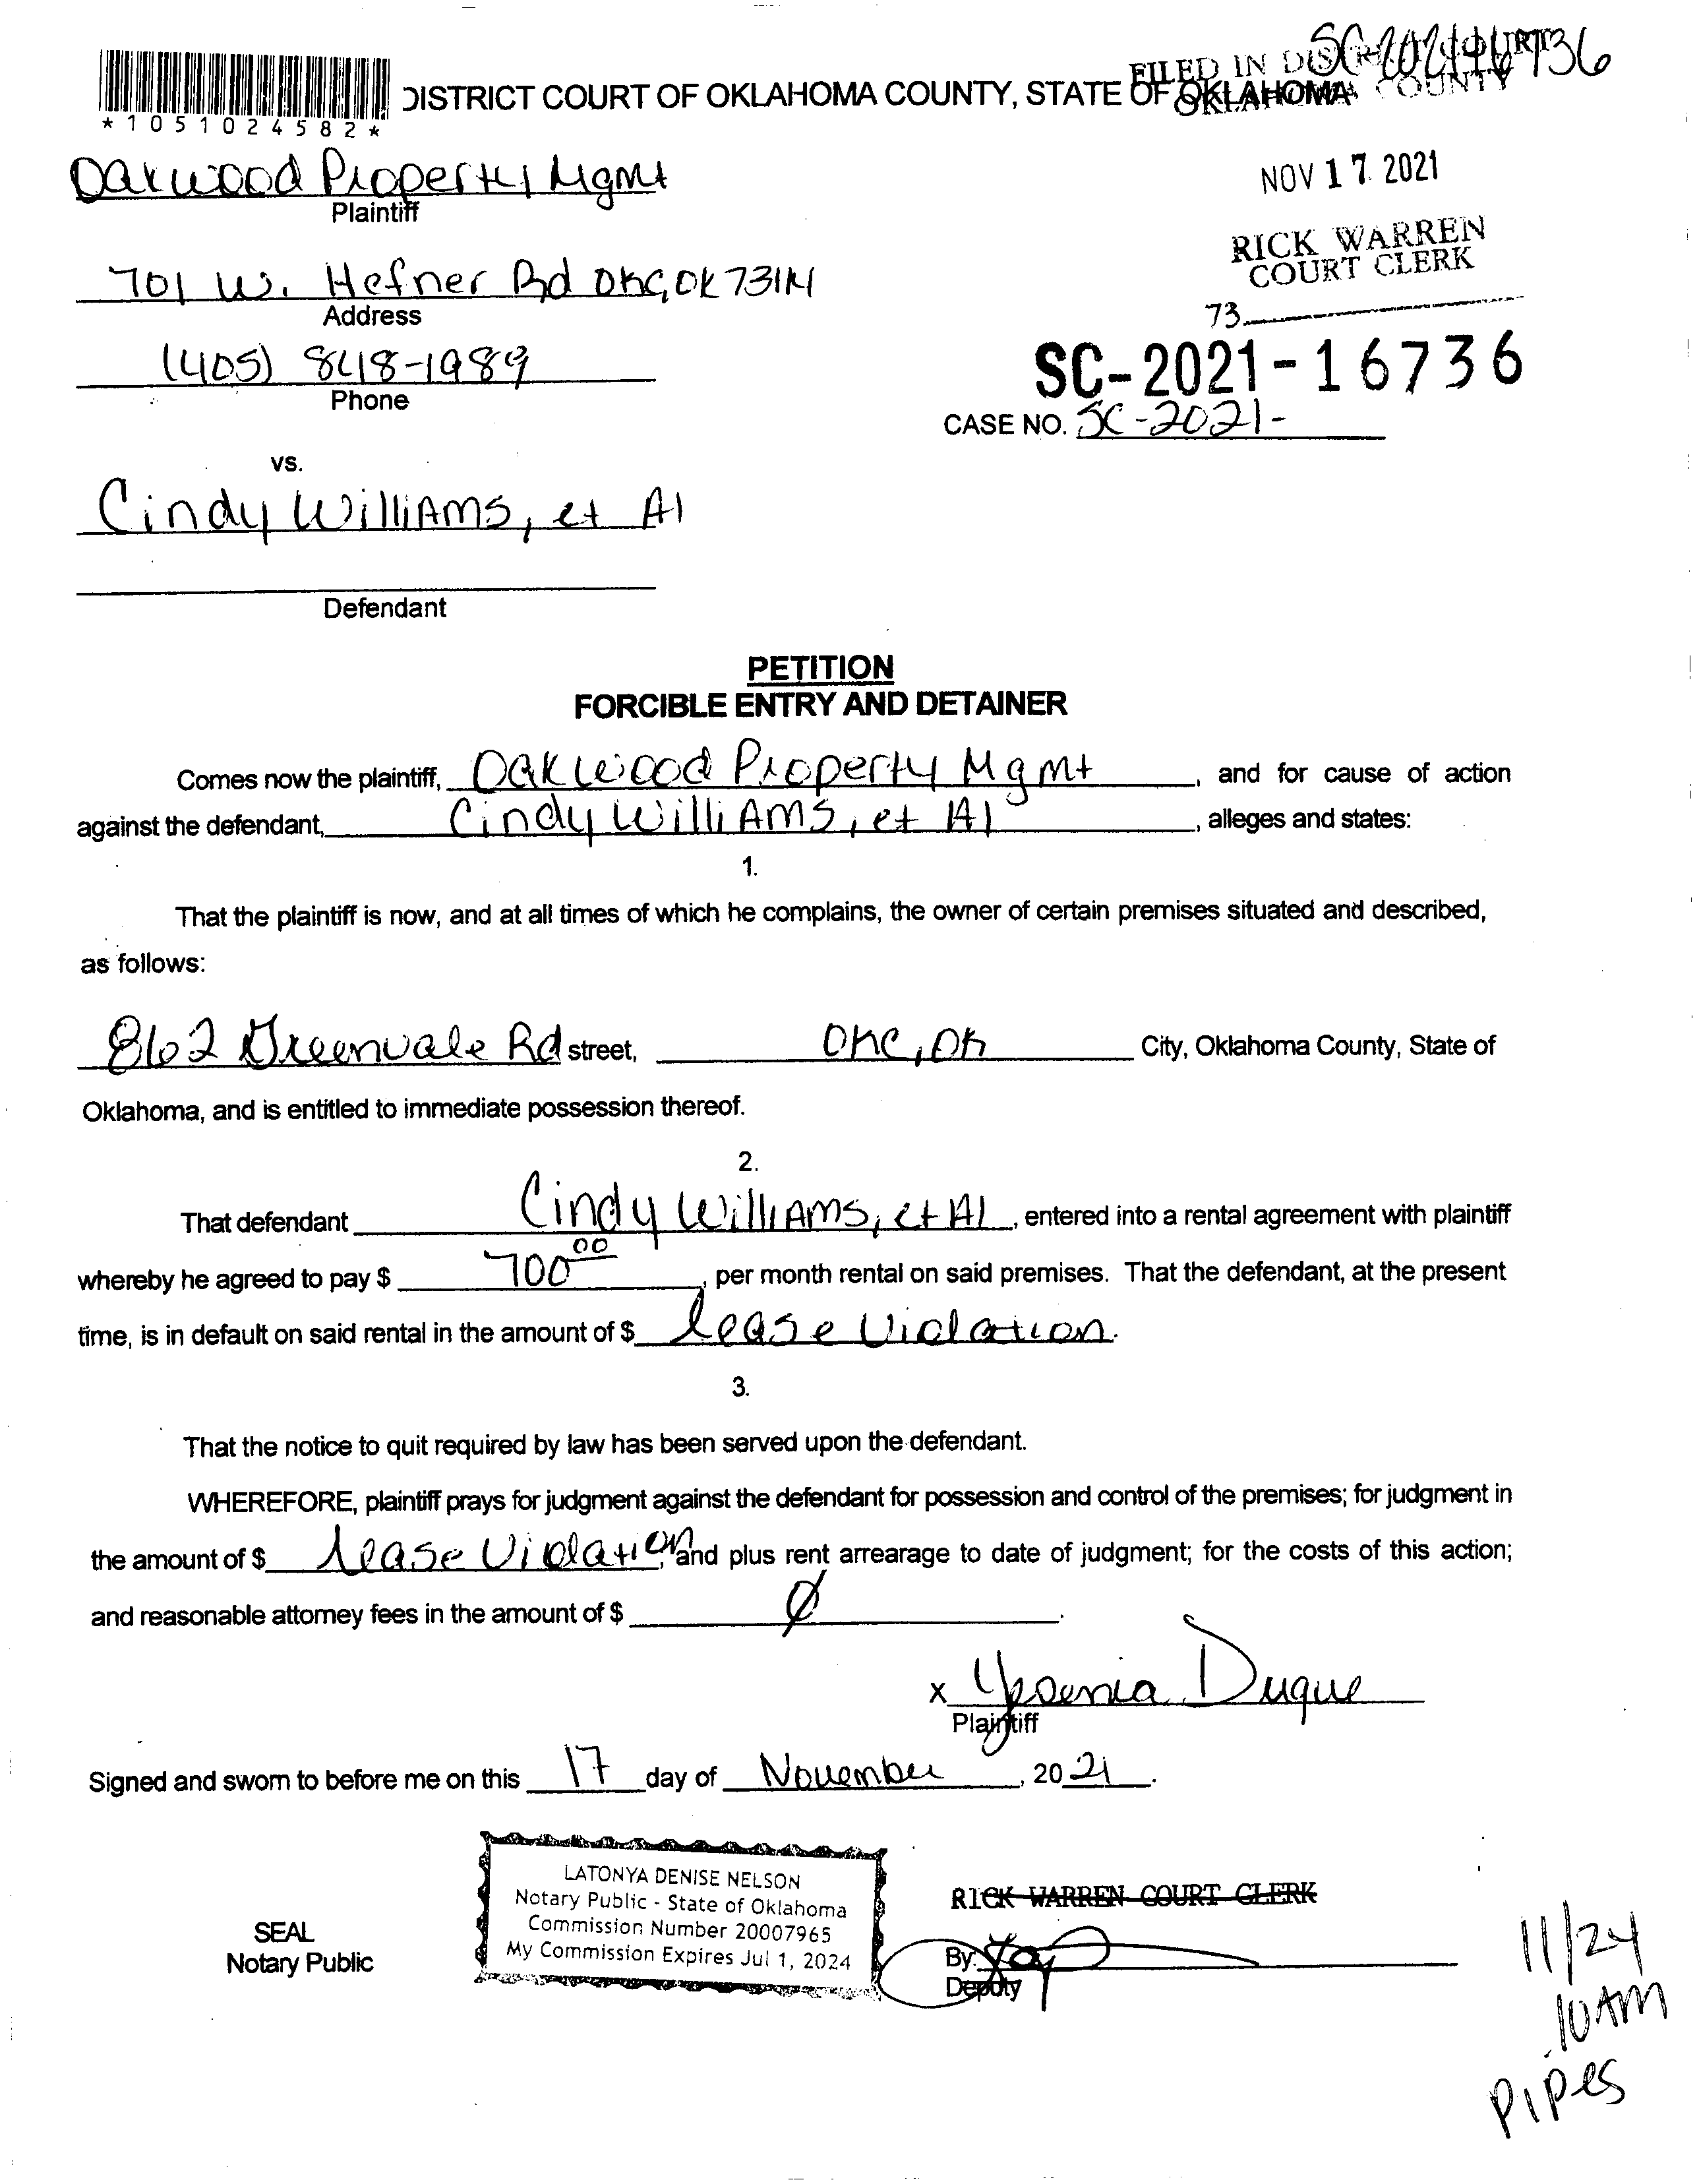 SC-2021-16736
FILED IN DISTRICT COURT
OKLAHOMA COUNTY
*1051024582*
DISTRICT COURT OF OKLAHOMA COUNTY, STATE OF OKLAHOMA
Oakwood Property Mgmt
Plaintiff
NOV 17 2021
RICK WARREN
COURT CLERK
701 W. Hefner Rd OKC, OK 73114
Address
73
(405) 848-1989
Phone
SC-2021-16736
CASE NO. SC-2021-
vs.
Cindy Williams, et Al
Defendant
PETITION
FORCIBLE ENTRY AND DETAINER
Comes now the plaintiff, Oakwood Property Mgmt, and for cause of action
against the defendant, Cindy Williams, et Al, alleges and states:
1.
That the plaintiff is now, and at all times of which he complains, the owner of certain premises situated and described,
as follows:
862 Greenvale Rd street, OKC, OK City, Oklahoma County, State of
Oklahoma, and is entitled to immediate possession thereof.
2.
That defendant Cindy Williams, et Al, entered into a rental agreement with plaintiff
whereby he agreed to pay $ 700 00, per month rental on said premises. That the defendant, at the present
time, is in default on said rental in the amount of $ lease violation.
3.
That the notice to quit required by law has been served upon the defendant.
WHEREFORE, plaintiff prays for judgment against the defendant for possession and control of the premises; for judgment in
the amount of $ lease violation, and plus rent arrearage to date of judgment; for the costs of this action;
and reasonable attorney fees in the amount of $ Ø.
x Yesenia Duque
Plaintiff
Signed and sworn to before me on this 17 day of November, 20 21.
LATONYA DENISE NELSON
Notary Public - State of Oklahoma
Commission Number 20007965
My Commission Expires Jul 1, 2024
SEAL
Notary Public
RICK WARREN COURT CLERK
By:
Deputy
11/24
10 AM
Pipes